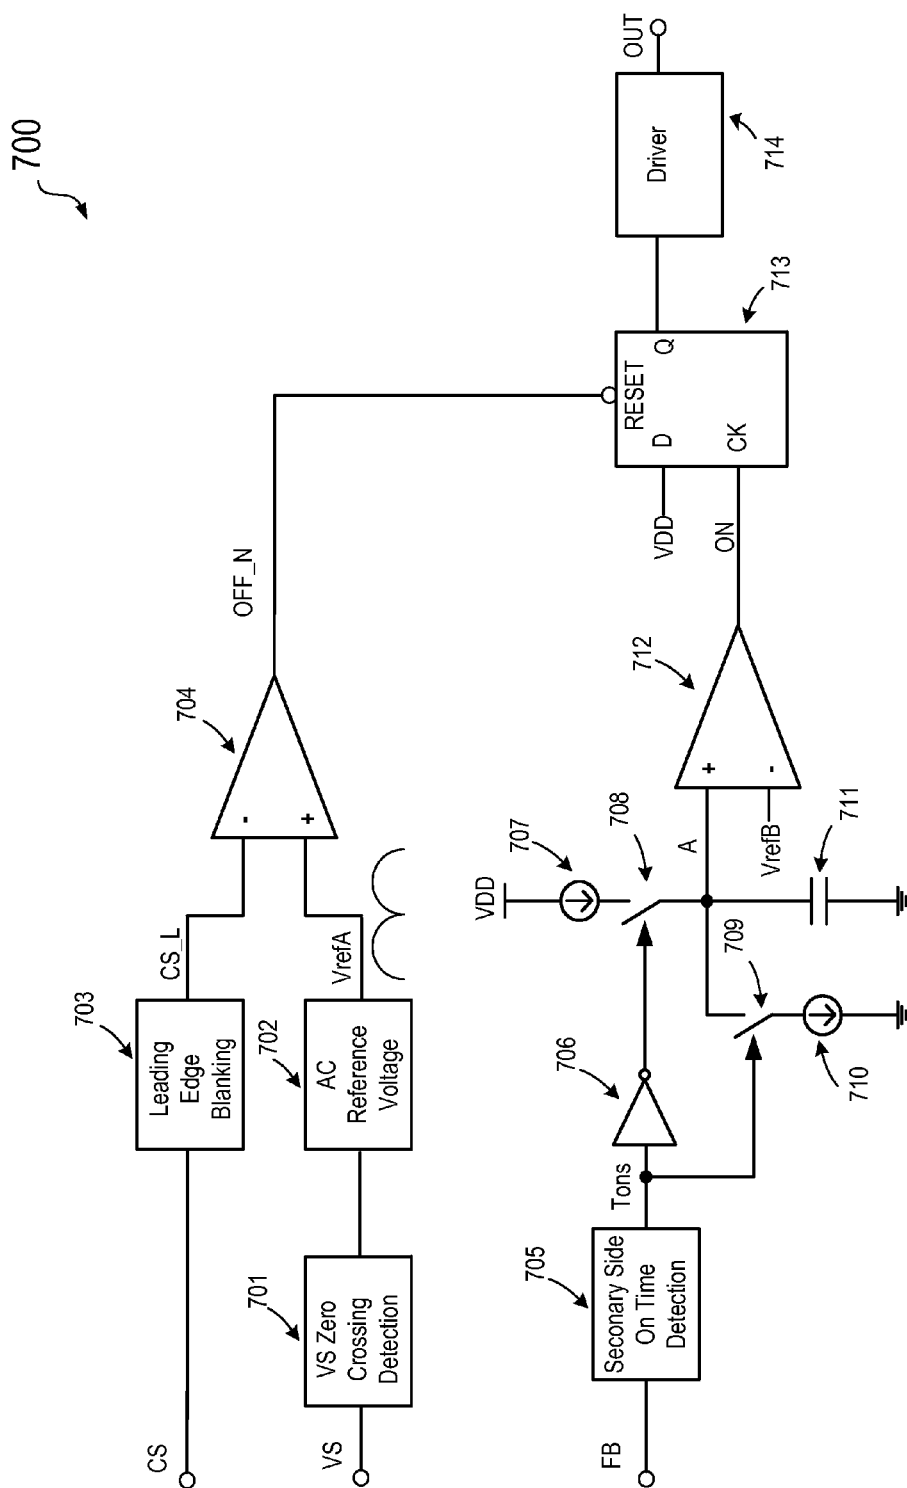 700
CS
703
Leading
Edge
Blanking
CS_L
704
-
+
OFF_N
VS
701
VS Zero
Crossing
Detection
702
AC
Reference
Voltage
VrefA
FB
705
Seconary Side
On Time
Detection
Tons
706
VDD
707
708
709
710
711
A
VrefB
712
+
-
ON
VDD
RESET
D
Q
CK
713
Driver
714
OUT